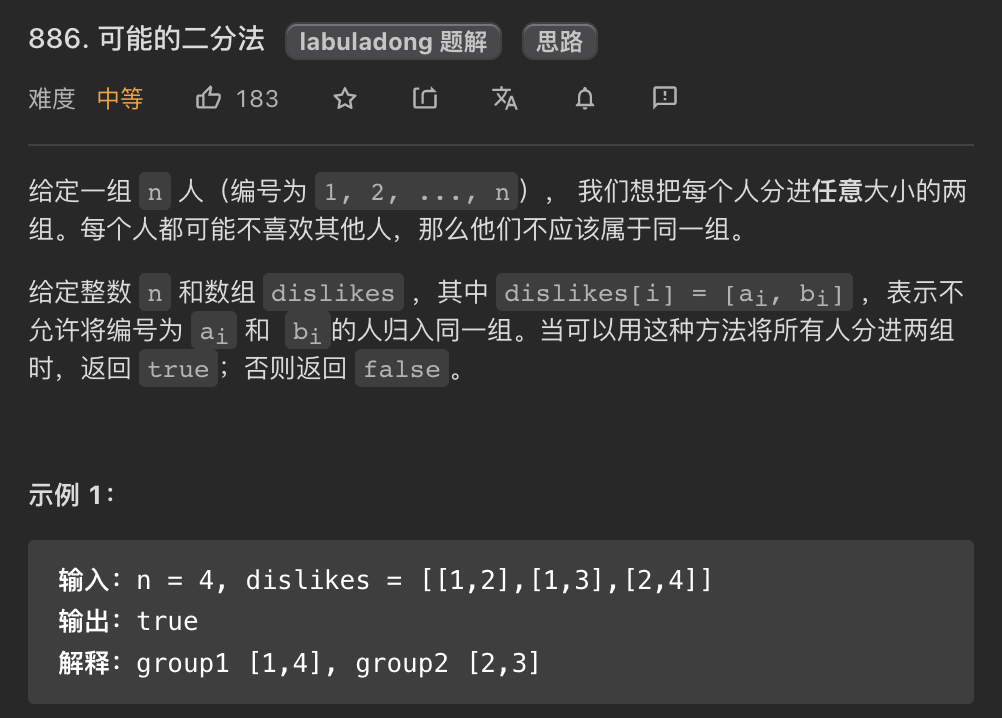 886. 可能的二分法 labuladong 题解 思路
难度 中等 183
给定一组 n 人（编号为 1, 2, ..., n）， 我们想把每个人分进任意大小的两
组。每个人都可能不喜欢其他人，那么他们不应该属于同一组。
给定整数 n 和数组 dislikes ，其中 dislikes[i] = [ai, bi] ，表示不
允许将编号为 ai 和 bi的人归入同一组。当可以用这种方法将所有人分进两组
时，返回 true；否则返回 false。
示例 1：
输入：n = 4, dislikes = [[1,2],[1,3],[2,4]]
输出：true
解释：group1 [1,4], group2 [2,3]